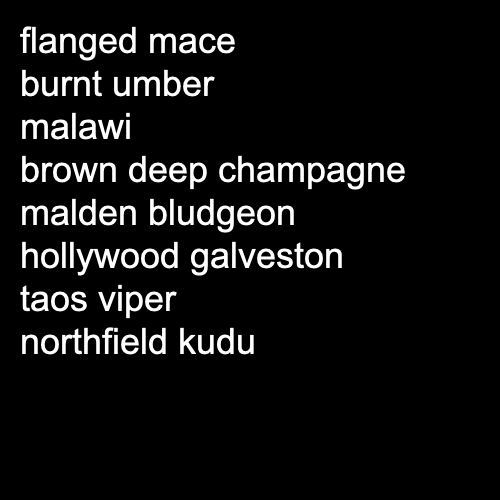 flanged mace
burnt umber
malawi
brown deep champagne
malden bludgeon
hollywood galveston
taos viper
northfield kudu